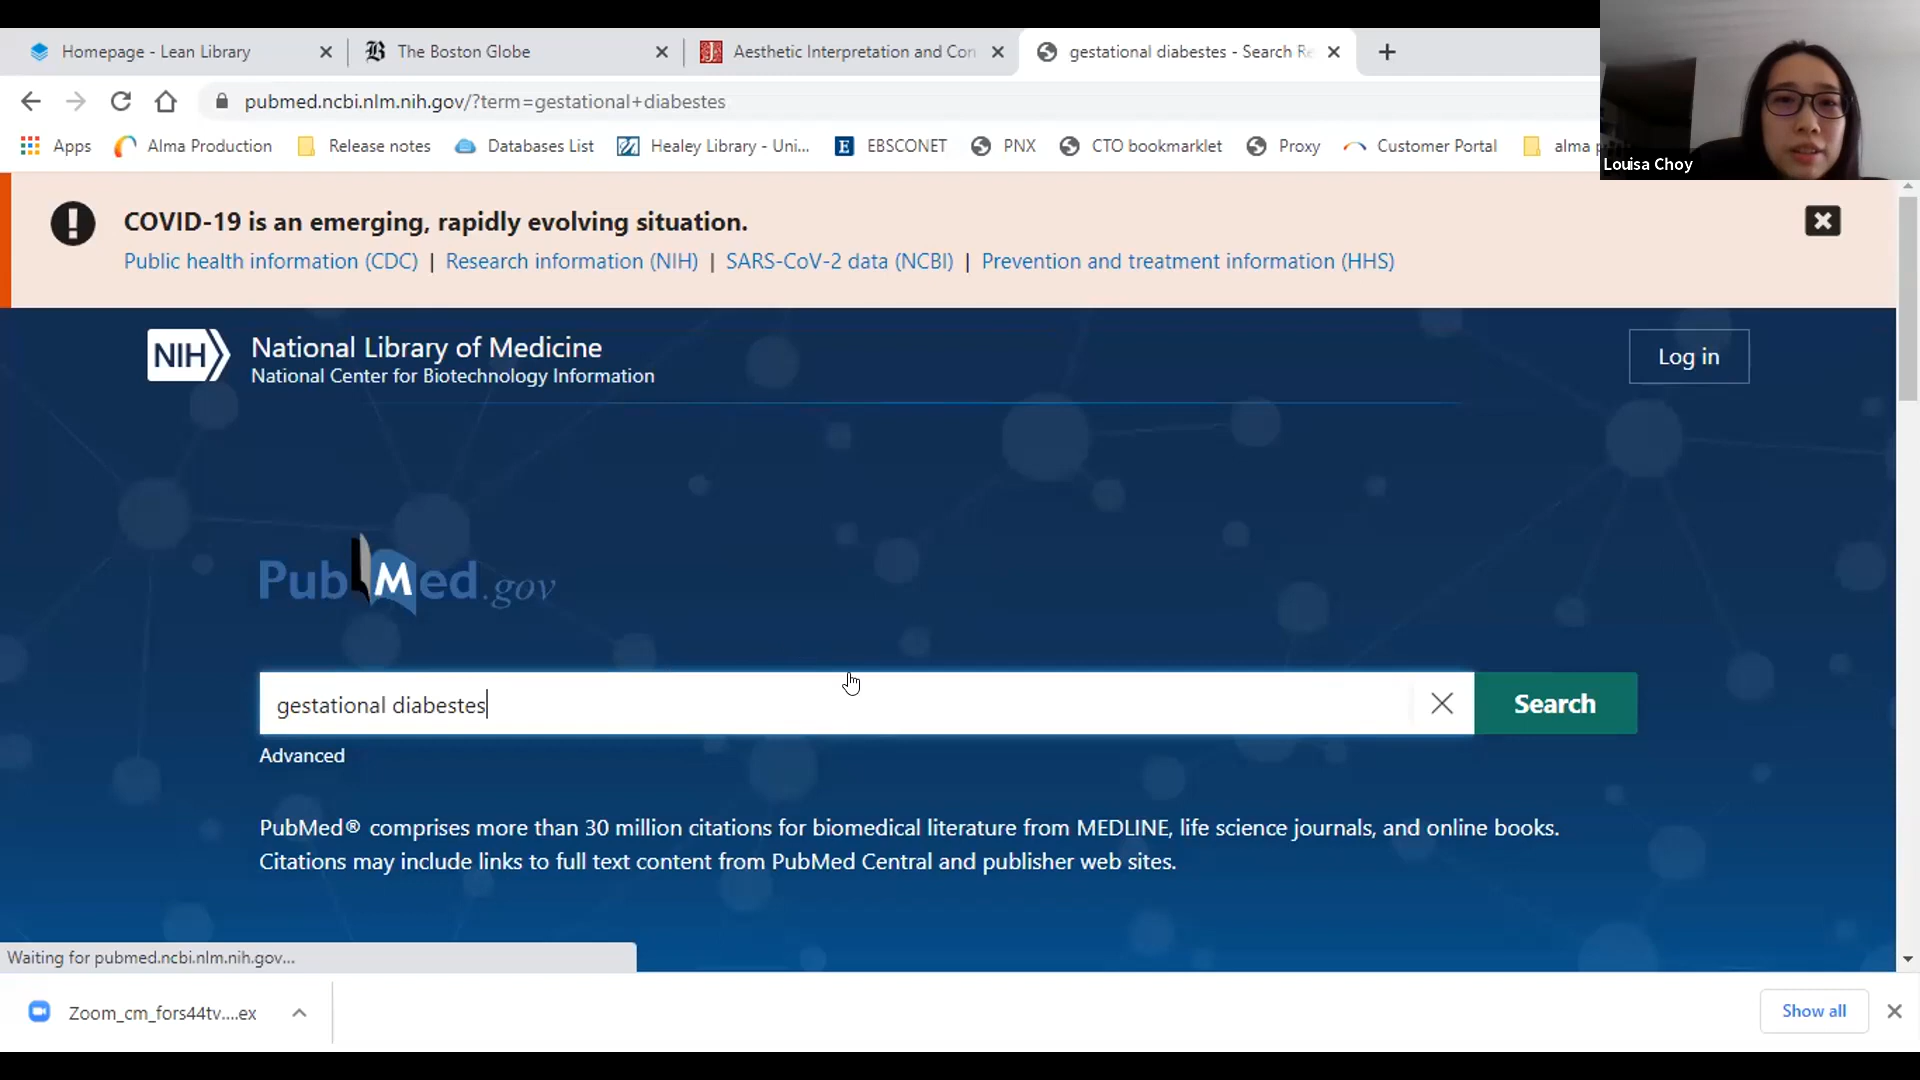 Homepage - Lean Library
The Boston Globe
Aesthetic Interpretation and Con
gestational diabestes - Search Re
pubmed.ncbi.nlm.nih.gov/?term=gestational+diabestes
Apps Alma Production Release notes Databases List Healey Library - Uni... EBSCONET PNX CTO bookmarklet Proxy Customer Portal alma p
Louisa Choy
COVID-19 is an emerging, rapidly evolving situation.
Public health information (CDC) | Research information (NIH) | SARS-CoV-2 data (NCBI) | Prevention and treatment information (HHS)
NIH
National Library of Medicine
National Center for Biotechnology Information
Log in
PubMed.gov
gestational diabestes
Search
Advanced
PubMed® comprises more than 30 million citations for biomedical literature from MEDLINE, life science journals, and online books.
Citations may include links to full text content from PubMed Central and publisher web sites.
Waiting for pubmed.ncbi.nlm.nih.gov...
Zoom_cm_fors44tv....ex
Show all